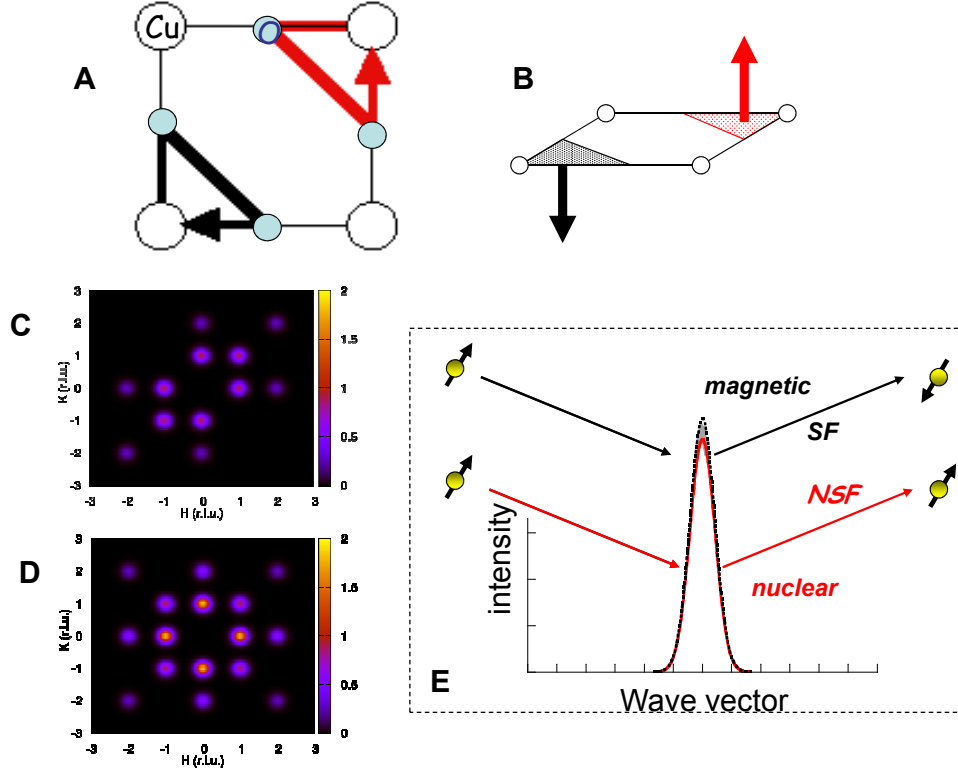 Cu
O
A
B
C
3
2
1
0
-1
-2
-3
K (r.l.u.)
-3 -2 -1 0 1 2 3
H (r.l.u.)
2
1.5
1
0.5
0
D
3
2
1
0
-1
-2
-3
K (r.l.u.)
-3 -2 -1 0 1 2 3
H (r.l.u.)
2
1.5
1
0.5
0
magnetic
SF
NSF
nuclear
intensity
Wave vector
E